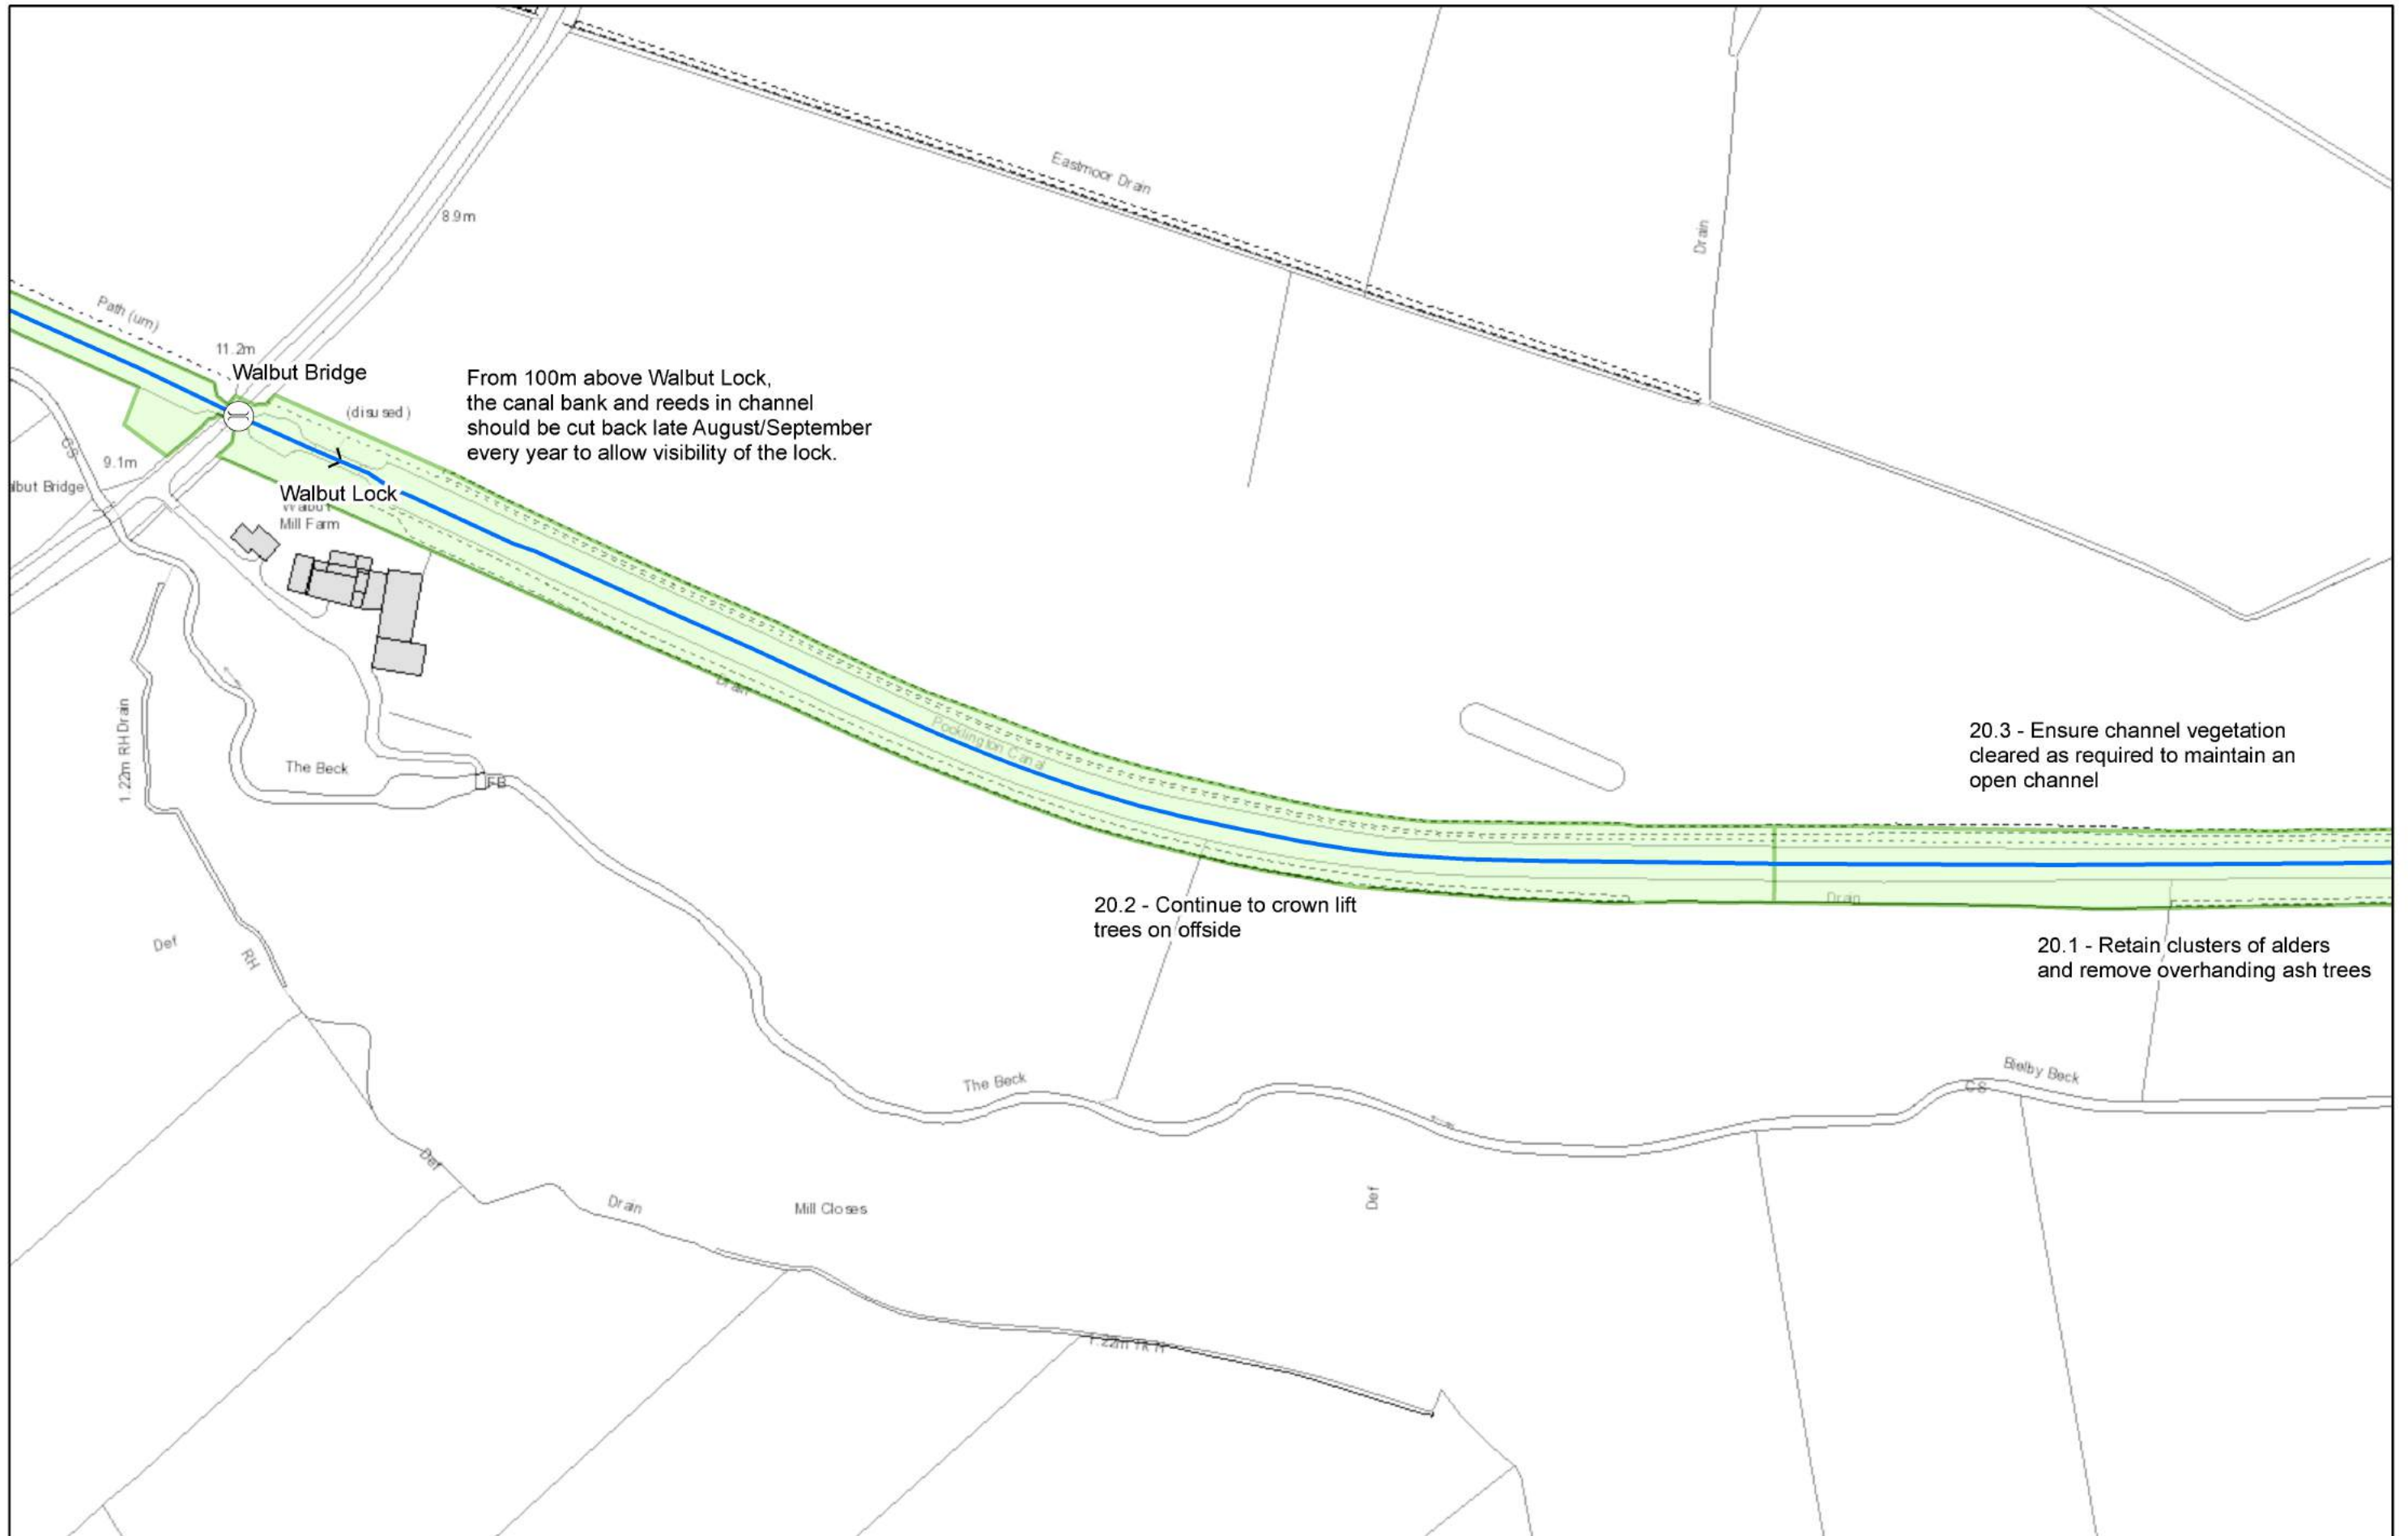 Eastmoor Drain
8.9m
Drain
Path (um)
11.2m
Walbut Bridge
(disused)
From 100m above Walbut Lock,
the canal bank and reeds in channel
should be cut back late August/September
every year to allow visibility of the lock.
CS
9.1m
Bridge
Walbut Lock
Walbut
Mill Farm
Drain
Pocklington Canal
1.22m RH Drain
The Beck
FB
20.3 - Ensure channel vegetation
cleared as required to maintain an
open channel
Drain
20.2 - Continue to crown lift
trees on offside
20.1 - Retain clusters of alders
and remove overhanding ash trees
Def
RH
The Beck
Bielby Beck
CS
Def
Drain
Mill Closes
Def
1.22m